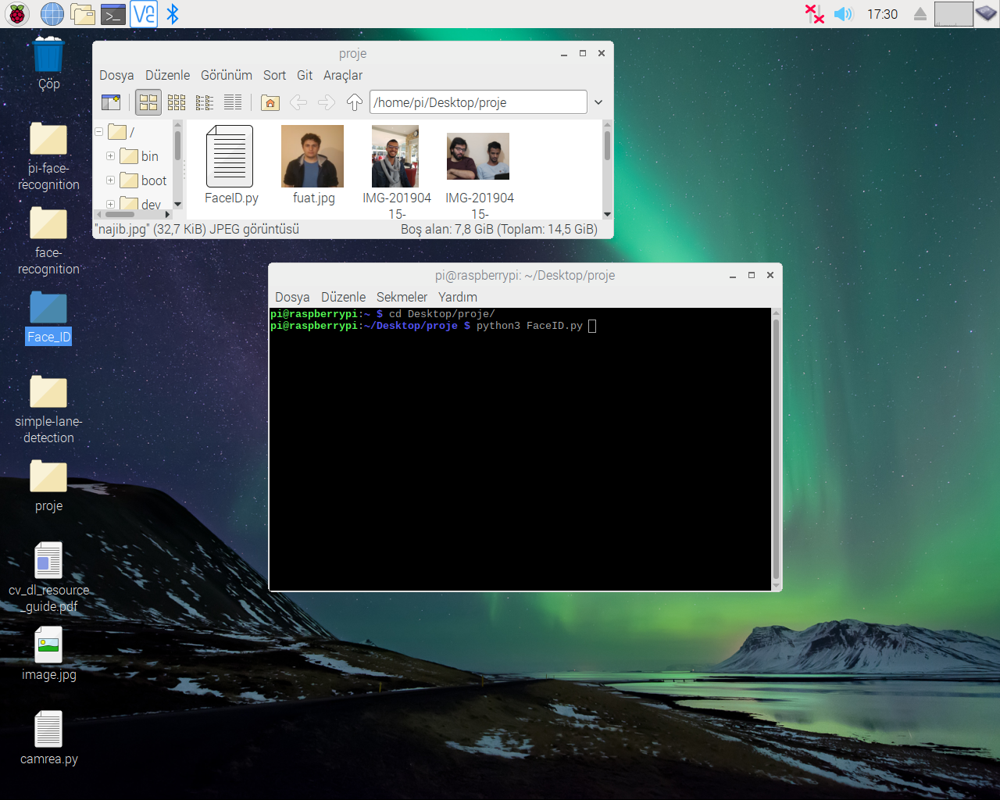 17:30
Çöp
pi-face-
recognition
face-
recognition
Face_ID
simple-lane-
detection
proje
cv_dl_resource
_guide.pdf
image.jpg
camrea.py
proje
Dosya Düzenle Görünüm Sort Git Araçlar
/home/pi/Desktop/proje
/
bin
boot
dev
FaceID.py
fuat.jpg
IMG-201904
15-
IMG-201904
15-
"najib.jpg" (32,7 KiB) JPEG görüntüsü
Boş alan: 7,8 GiB (Toplam: 14,5 GiB)
pi@raspberrypi: ~/Desktop/proje
Dosya Düzenle Sekmeler Yardım
pi@raspberrypi:~ $ cd Desktop/proje/
pi@raspberrypi:~/Desktop/proje $ python3 FaceID.py